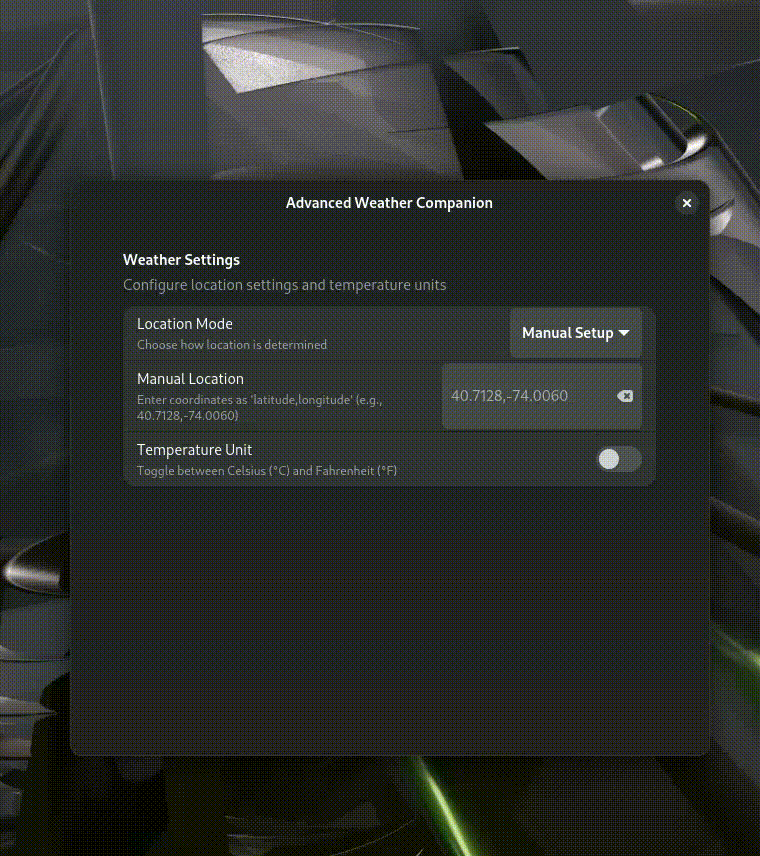 Advanced Weather Companion
Weather Settings
Configure location settings and temperature units
Location Mode
Choose how location is determined
Manual Setup
Manual Location
Enter coordinates as 'latitude,longitude' (e.g.,
40.7128,-74.0060)
40.7128,-74.0060
Temperature Unit
Toggle between Celsius (°C) and Fahrenheit (°F)